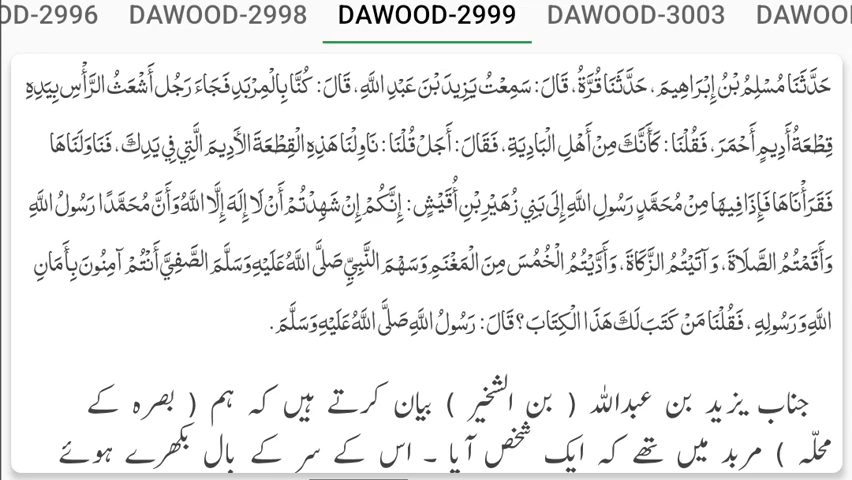 OD-2996 DAWOOD-2998 DAWOOD-2999 DAWOOD-3003 DAWOO
حَدَّثَنَا مُسْلِمُ بْنُ إِبْرَاهِيمَ، حَدَّثَنَا قُرَّةُ، قَالَ: سَمِعْتُ يَزِيدَ بْنَ عَبْدِ اللَّهِ، قَالَ: كُنَّا بِالْمِرْبَدِ فَجَاءَ رَجُلٌ أَشْعَثُ الرَّأْسِ بِيَدِهِ
قِطْعَةُ أَدِيمٍ أَحْمَرَ، فَقُلْنَا: كَأَنَّكَ مِنْ أَهْلِ الْبَادِيَةِ، فَقَالَ: أَجَلْ قُلْنَا: نَاوِلْنَا هَذِهِ الْقِطْعَةَ الأَدِيمَ الَّتِي فِي يَدِكَ، فَنَاوَلَنَاهَا
فَقَرَأْنَاهَا فَإِذَا فِيهَا مِنْ مُحَمَّدٍ رَسُولِ اللَّهِ إِلَى بَنِي زُهَيْرِ بْنِ أُقَيْشٍ: إِنَّكُمْ إِنْ شَهِدْتُمْ أَنْ لَا إِلَهَ إِلَّا اللَّهُ وَأَنَّ مُحَمَّدًا رَسُولُ اللَّهِ
وَأَقَمْتُمُ الصَّلَاةَ، وَآتَيْتُمُ الزَّكَاةَ، وَأَدَّيْتُمُ الْخُمُسَ مِنَ الْمَغْنَمِ وَسَهْمَ النَّبِيِّ صَلَّى اللَّهُ عَلَيْهِ وَسَلَّمَ الصَّفِيَّ أَنْتُمْ آمِنُونَ بِأَمَانِ
اللَّهِ وَرَسُولِهِ، فَقُلْنَا مَنْ كَتَبَ لَكَ هَذَا الْكِتَابَ؟ قَالَ: رَسُولُ اللَّهِ صَلَّى اللَّهُ عَلَيْهِ وَسَلَّمَ.
جناب یزید بن عبداللہ ( بن الشخیر ) بیان کرتے ہیں کہ ہم ( بصرہ کے
محلّہ ) مربد میں تھے کہ ایک شخص آیا ۔ اس کے سر کے بال بکھرے ہوئے